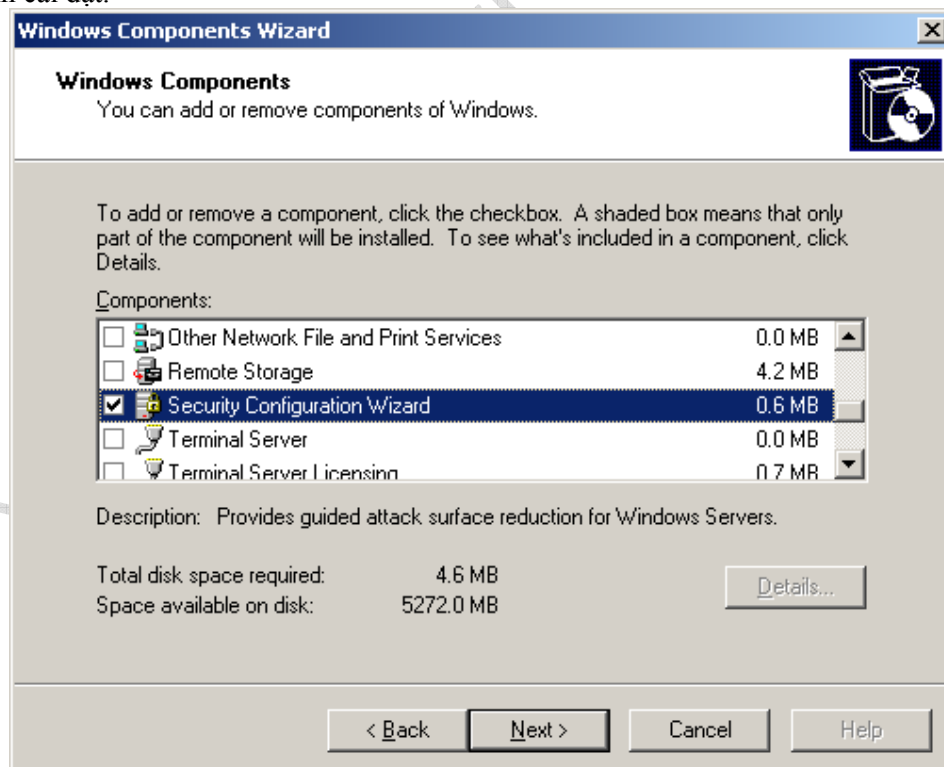 cài đặt.
Windows Components Wizard
Windows Components
You can add or remove components of Windows.
To add or remove a component, click the checkbox. A shaded box means that only
part of the component will be installed. To see what's included in a component, click
Details.
Components:
Other Network File and Print Services 0.0 MB
Remote Storage 4.2 MB
Security Configuration Wizard 0.6 MB
Terminal Server 0.0 MB
Terminal Server Licensing 0.7 MB
Description: Provides guided attack surface reduction for Windows Servers.
Total disk space required: 4.6 MB
Details...
Space available on disk: 5272.0 MB
< Back Next > Cancel Help